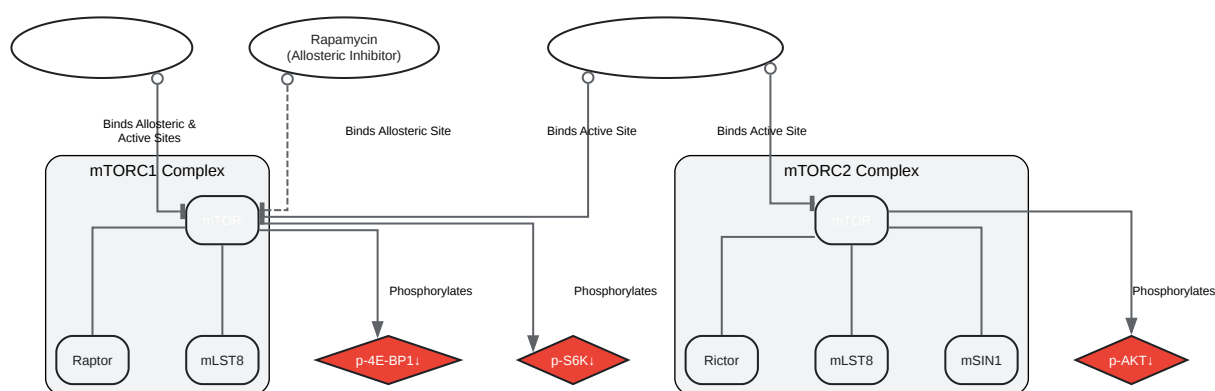 Rapamycin
(Allosteric Inhibitor)
Binds Allosteric &
Active Sites
Binds Allosteric Site
Binds Active Site
Binds Active Site
mTORC1 Complex
mTORC2 Complex
mTOR
mTOR
Phosphorylates
Phosphorylates
Phosphorylates
Raptor
mLST8
p-4E-BP1↓
p-S6K↓
Rictor
mLST8
mSIN1
p-AKT↓